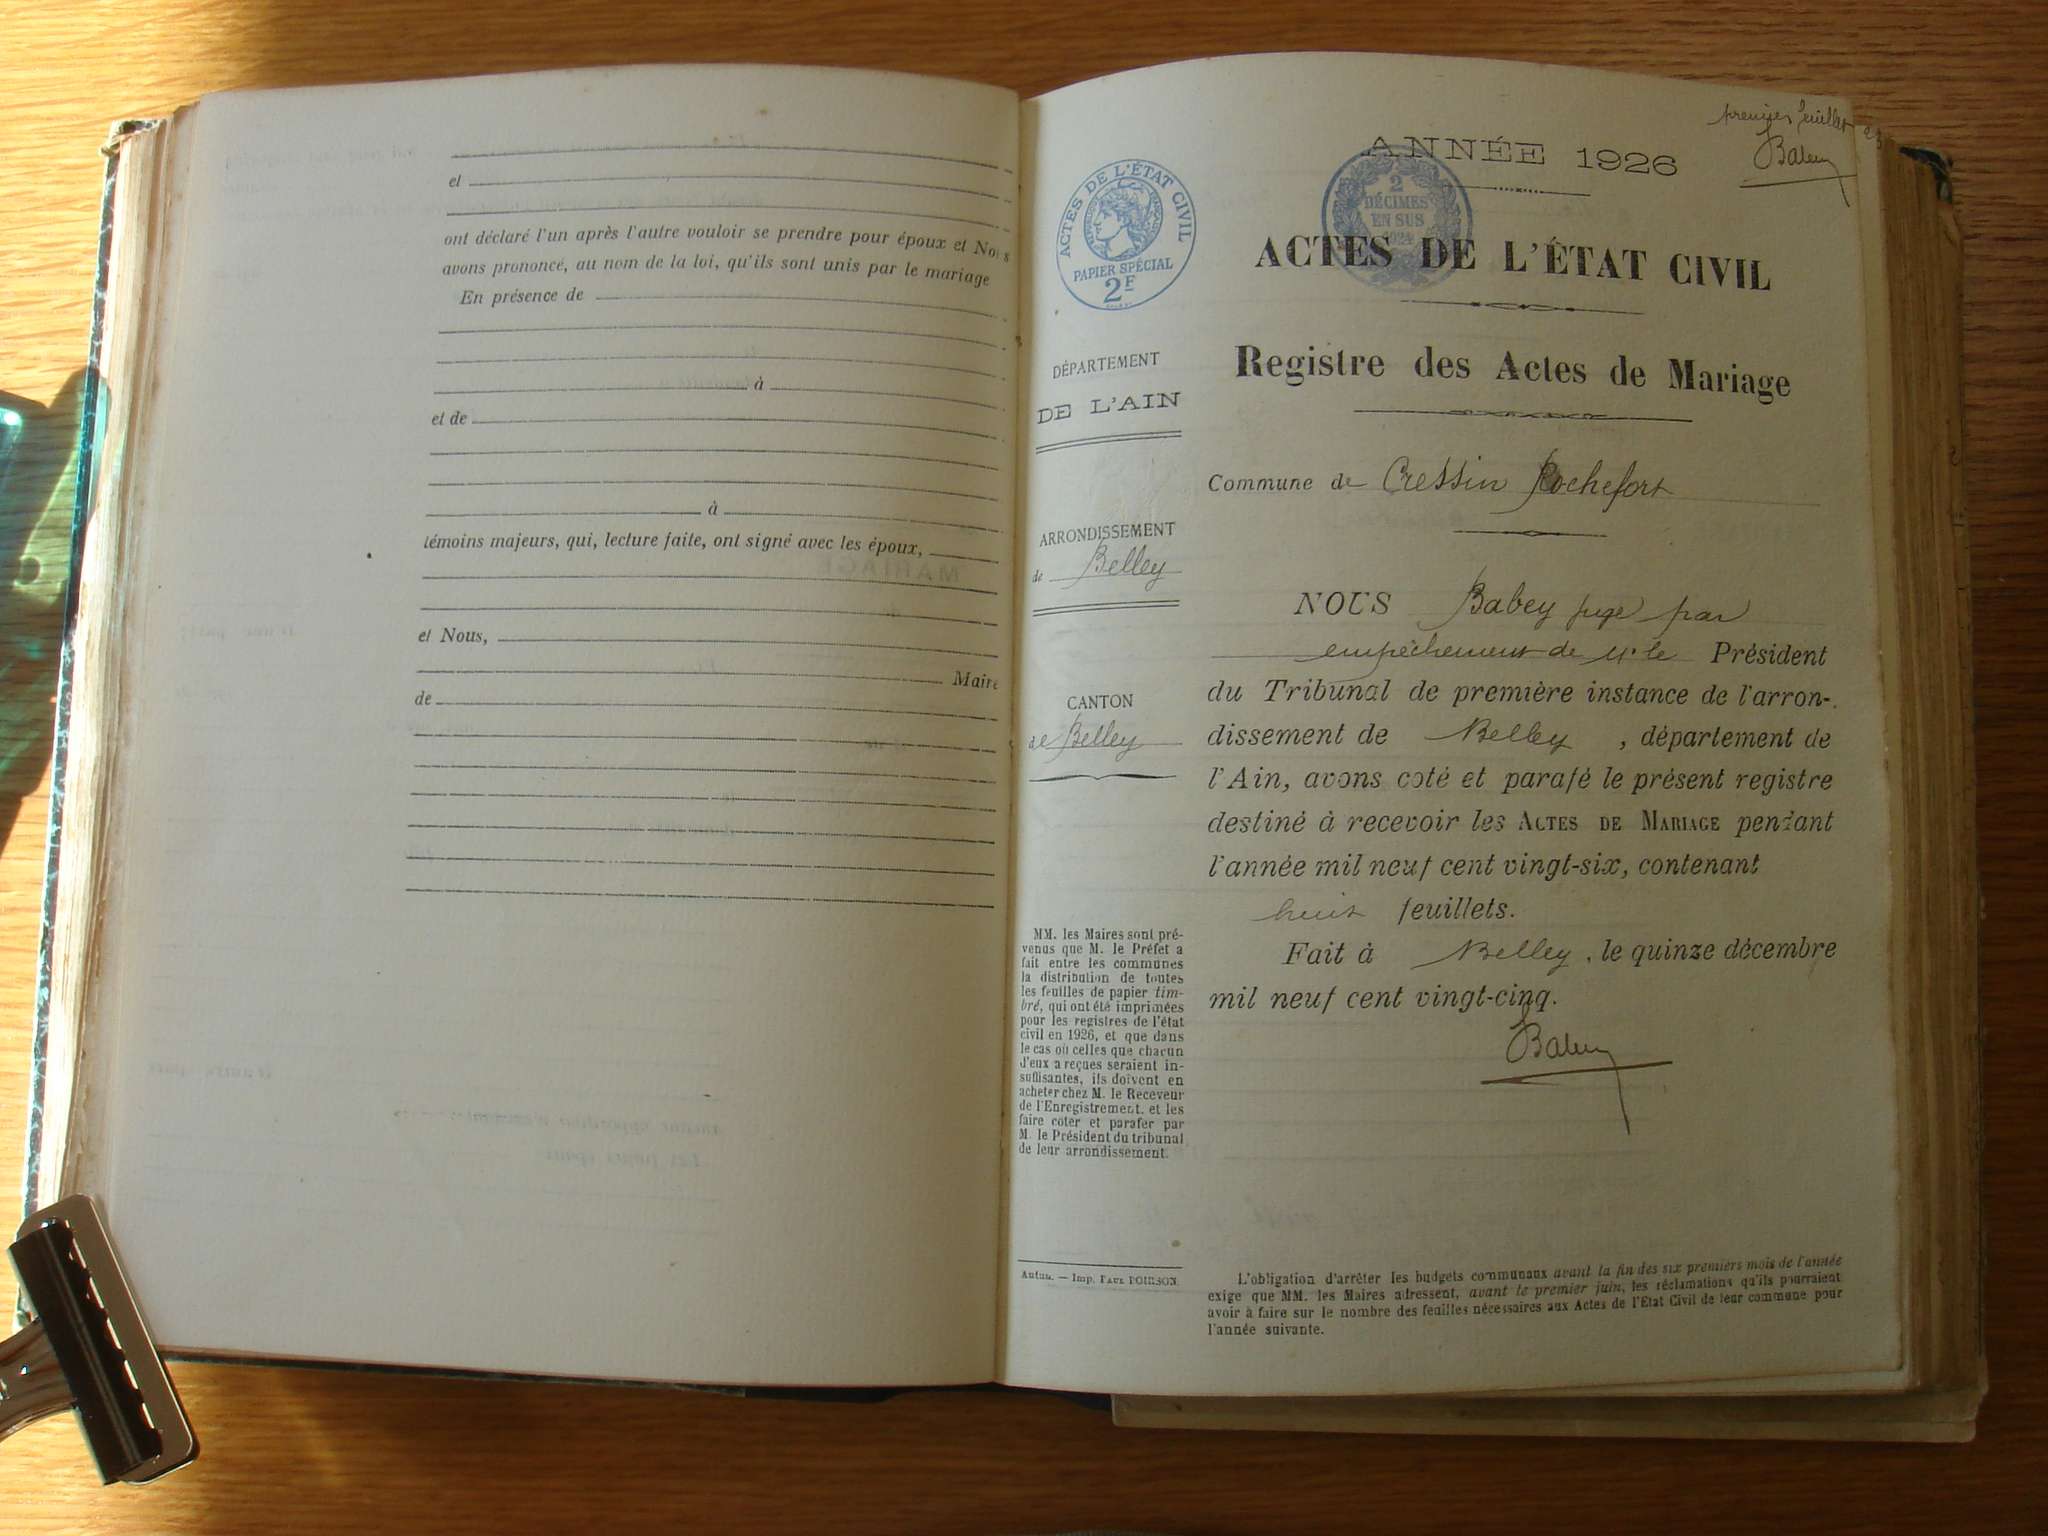 et
ont déclaré l'un après l'autre vouloir se prendre pour époux et Nous
avons prononcé, au nom de la loi, qu'ils sont unis par le mariage
En présence de
à
et de
à
témoins majeurs, qui, lecture faite, ont signé avec les époux,
et Nous,
Maire
de
premier feuillet
Babey
ANNÉE 1926
ACTES DE L'ÉTAT CIVIL
PAPIER SPÉCIAL
2F
2
DÉCIMES
EN SUS
1924
ACTES DE L'ÉTAT CIVIL
Registre des Actes de Mariage
DÉPARTEMENT
DE L'AIN
ARRONDISSEMENT
de Belley
CANTON
de Belley
MM. les Maires sont pré-
venus que M. le Préfet a
fait entre les communes
la distribution de toutes
les feuilles de papier tim-
bré, qui ont été imprimées
pour les registres de l'état
civil en 1926, et que dans
le cas où celles que chacun
d'eux a reçues seraient in-
suffisantes, ils doivent en
acheter chez M. le Receveur
de l'Enregistrement, et les
faire coter et parafer par
M. le Président du tribunal
de leur arrondissement.
Autun. — Imp. PAUL POIRSON.
Commune de Cressin Rochefort
NOUS Babey juge par
empêchement de Mr le Président
du Tribunal de première instance de l'arron-
dissement de Belley, département de
l'Ain, avons coté et parafé le présent registre
destiné à recevoir les ACTES DE MARIAGE pendant
l'année mil neuf cent vingt-six, contenant
huit feuillets.
Fait à Belley, le quinze décembre
mil neuf cent vingt-cinq.
Babey
L'obligation d'arrêter les budgets communaux avant la fin des six premiers mois de l'année
exige que MM. les Maires adressent, avant le premier juin, les réclamations qu'ils pourraient
avoir à faire sur le nombre des feuilles nécessaires aux Actes de l'Etat Civil de leur commune pour
l'année suivante.